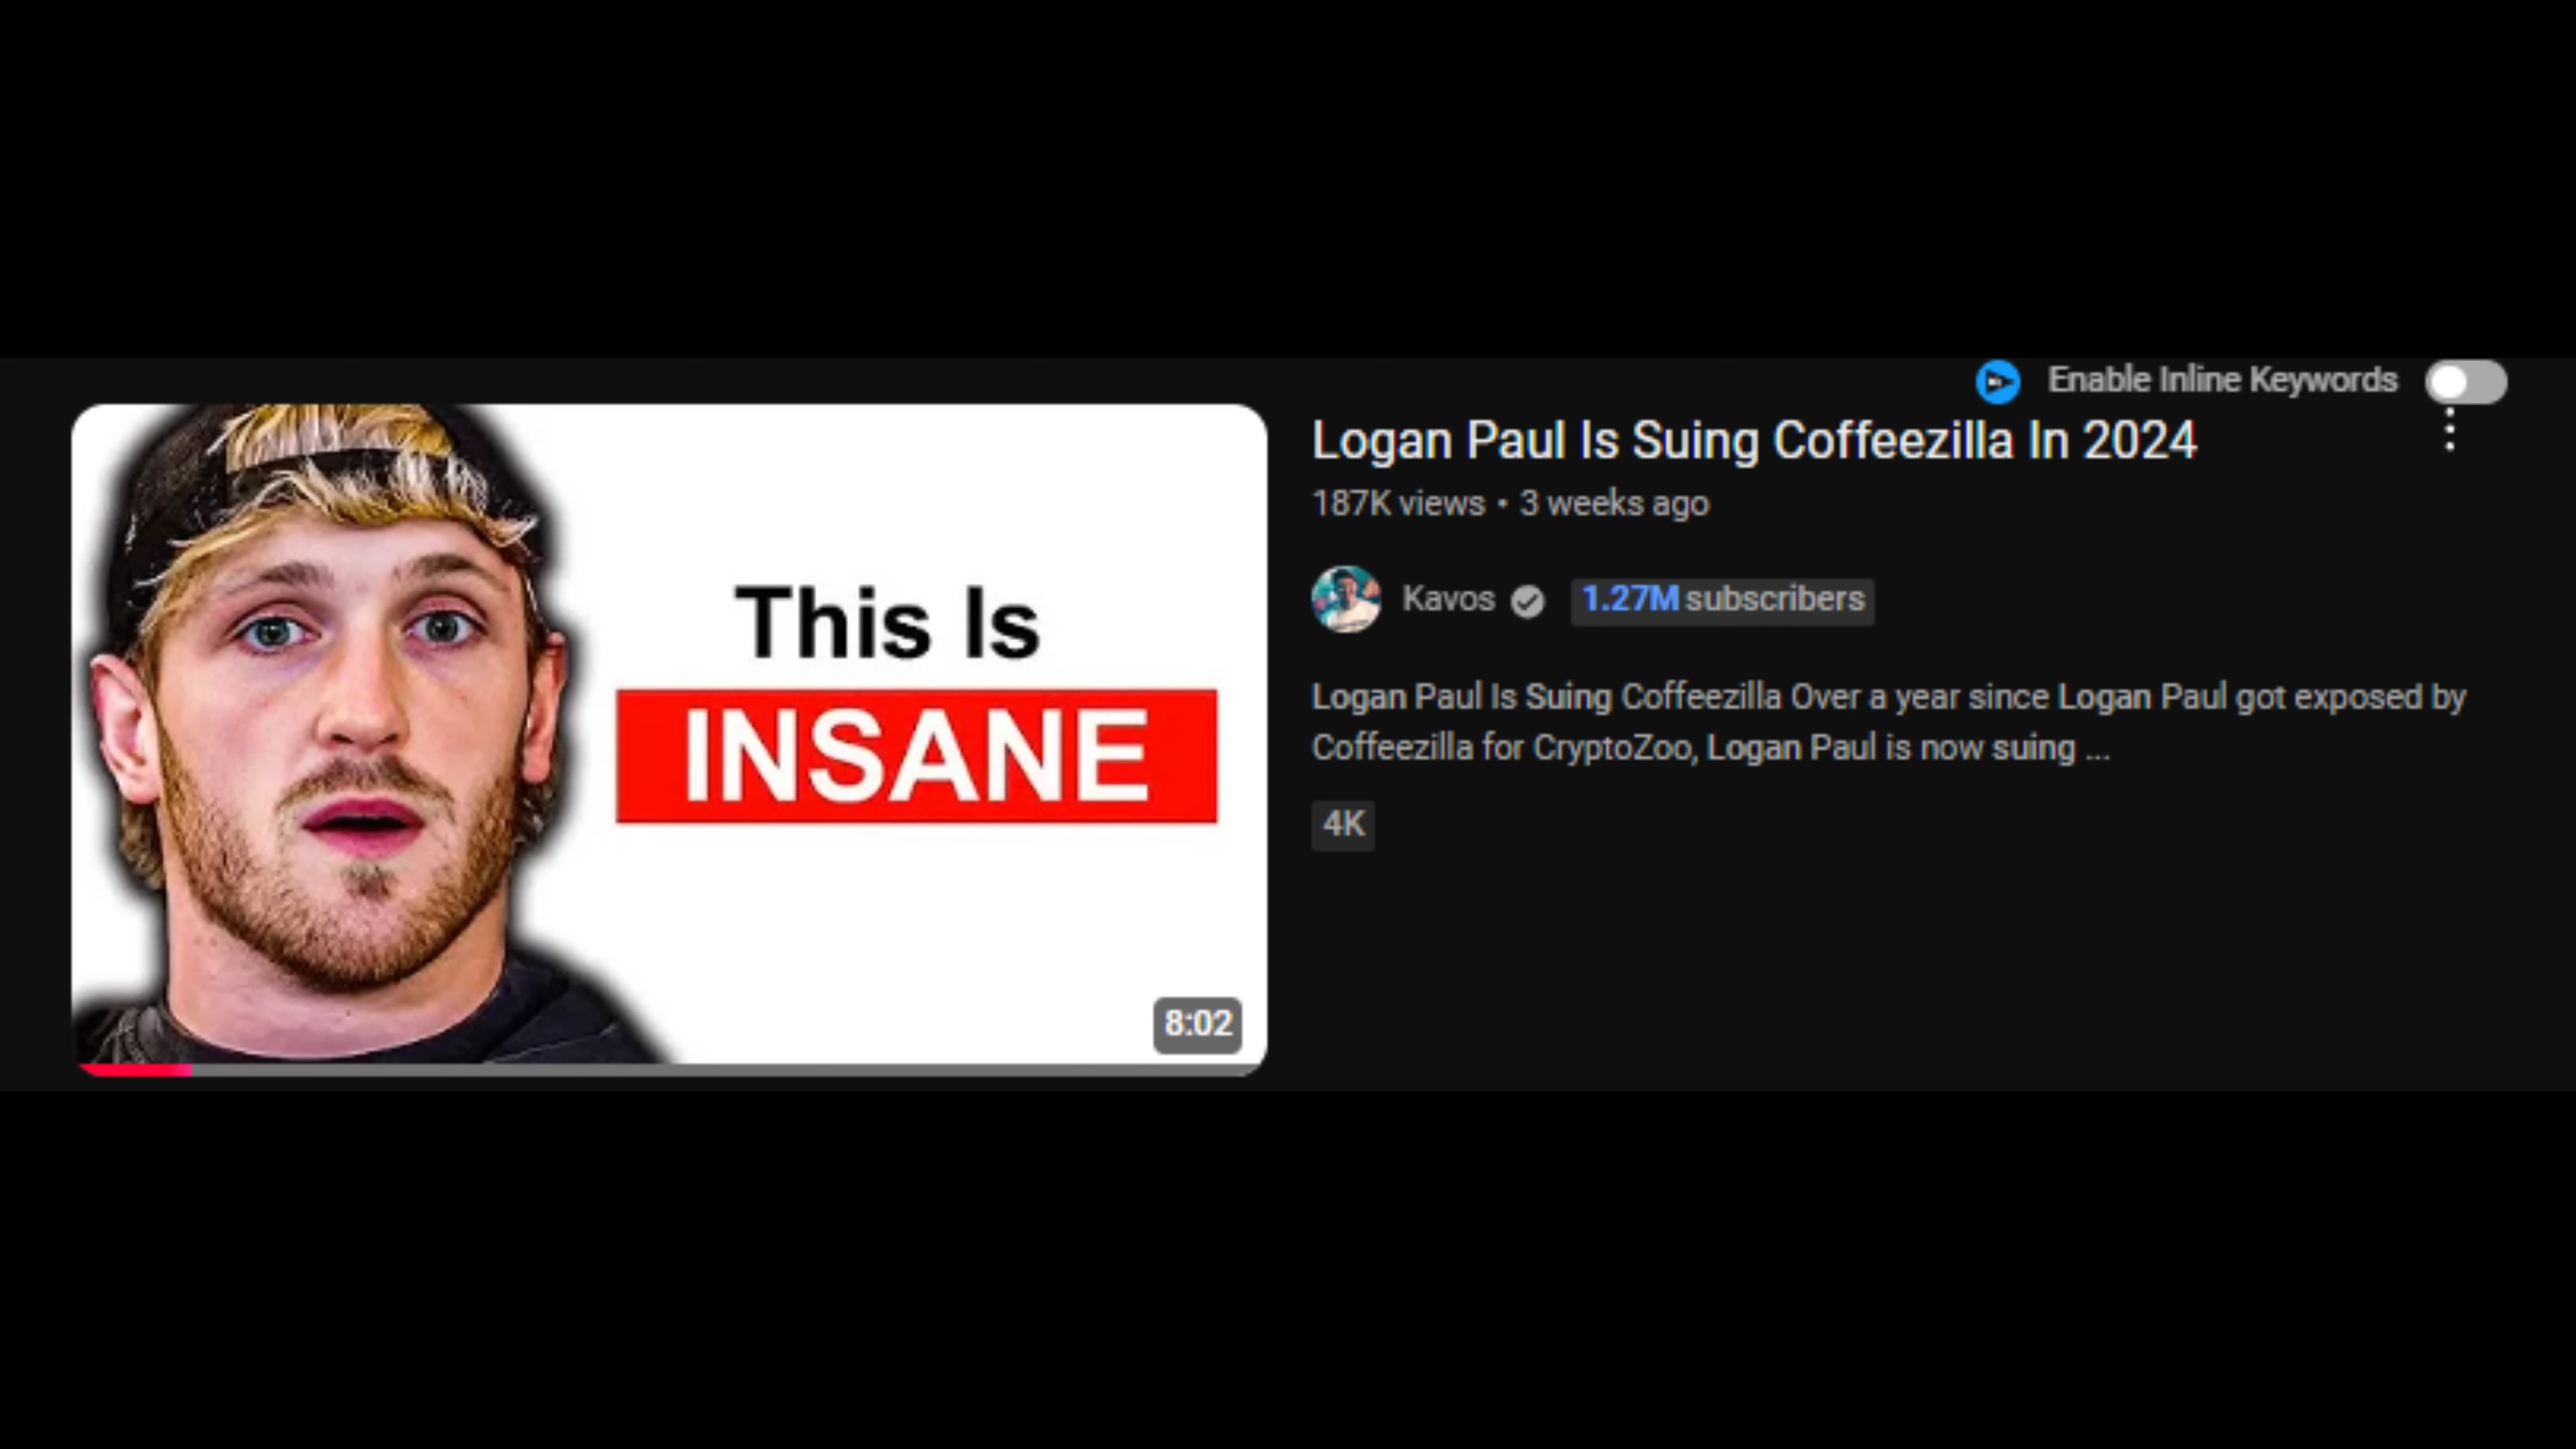 Enable Inline Keywords
This Is
INSANE
8:02
Logan Paul Is Suing Coffeezilla In 2024
187K views • 3 weeks ago
Kavos 1.27M subscribers
Logan Paul Is Suing Coffeezilla Over a year since Logan Paul got exposed by
Coffeezilla for CryptoZoo, Logan Paul is now suing ...
4K